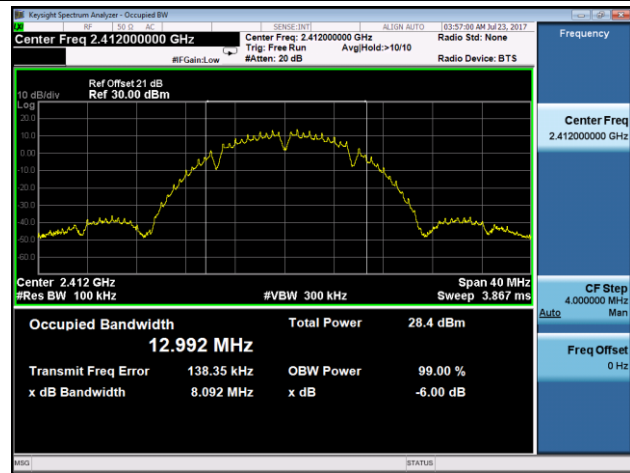 Keysight Spectrum Analyzer - Occupied BW
LXI RF 50 Ω AC SENSE:INT ALIGN AUTO 03:57:00 AM Jul 23, 2017
Center Freq 2.412000000 GHz
Center Freq: 2.412000000 GHz Radio Std: None
Trig: Free Run Avg|Hold:>10/10
#IFGain:Low #Atten: 20 dB Radio Device: BTS
Ref Offset 21 dB
10 dB/div Ref 30.00 dBm
Log
20.0
10.0
0.00
-10.0
-20.0
-30.0
-40.0
-50.0
-60.0
Center 2.412 GHz Span 40 MHz
#Res BW 100 kHz #VBW 300 kHz Sweep 3.867 ms
Occupied Bandwidth Total Power 28.4 dBm
12.992 MHz
Transmit Freq Error 138.35 kHz OBW Power 99.00 %
x dB Bandwidth 8.092 MHz x dB -6.00 dB
MSG STATUS
Frequency
Center Freq
2.412000000 GHz
CF Step
4.000000 MHz
Auto Man
Freq Offset
0 Hz